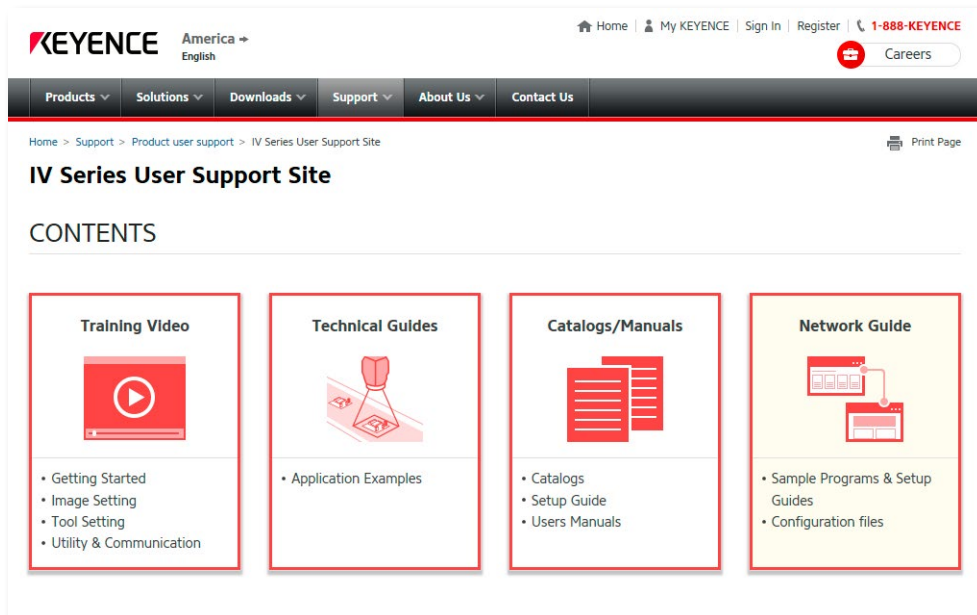 Home | My KEYENCE | Sign In | Register | 1-888-KEYENCE
KEYENCE America
English
Careers
Products Solutions Downloads Support About Us Contact Us
Home > Support > Product user support > IV Series User Support Site
Print Page
IV Series User Support Site
CONTENTS
Training Video
• Getting Started
• Image Setting
• Tool Setting
• Utility & Communication
Technical Guides
• Application Examples
Catalogs/Manuals
• Catalogs
• Setup Guide
• Users Manuals
Network Guide
• Sample Programs & Setup
Guides
• Configuration files